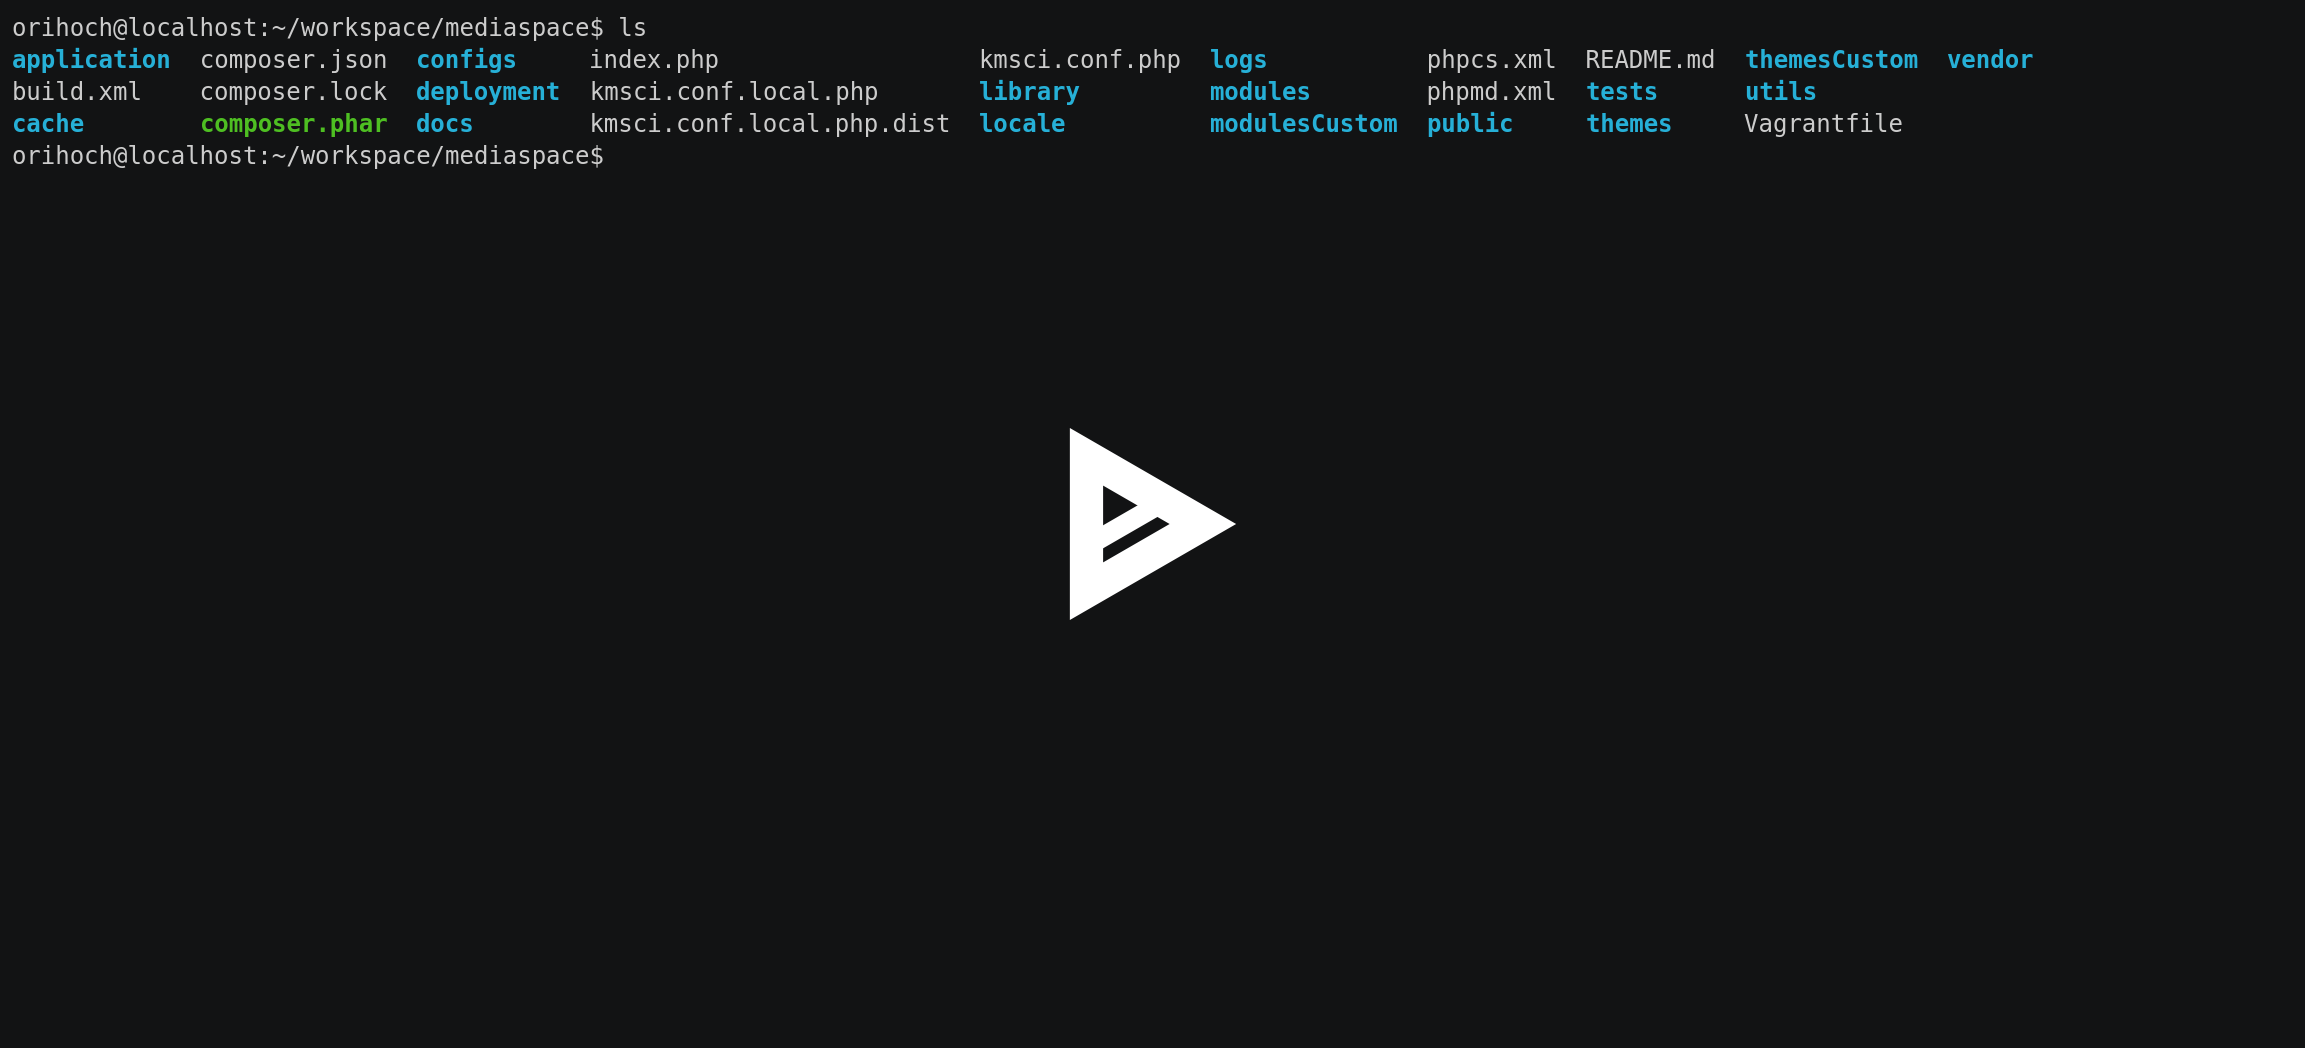 orihoch@localhost:~/workspace/mediaspace$ ls
application  composer.json  configs     index.php                  kmsci.conf.php  logs           phpcs.xml  README.md  themesCustom  vendor
build.xml    composer.lock  deployment  kmsci.conf.local.php       library         modules        phpmd.xml  tests      utils
cache        composer.phar  docs        kmsci.conf.local.php.dist  locale          modulesCustom  public     themes     Vagrantfile
orihoch@localhost:~/workspace/mediaspace$